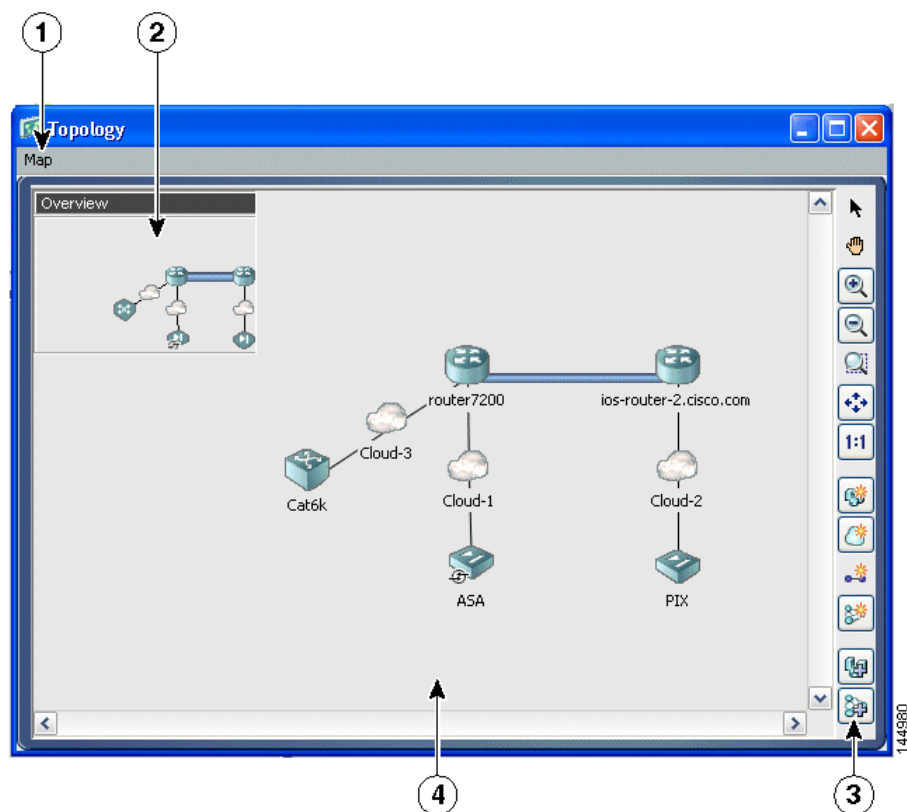 1
2
Topology
Map
Overview
router7200
ios-router-2.cisco.com
Cloud-3
Cat6k
Cloud-1
Cloud-2
ASA
PIX
1:1
144980
4
3